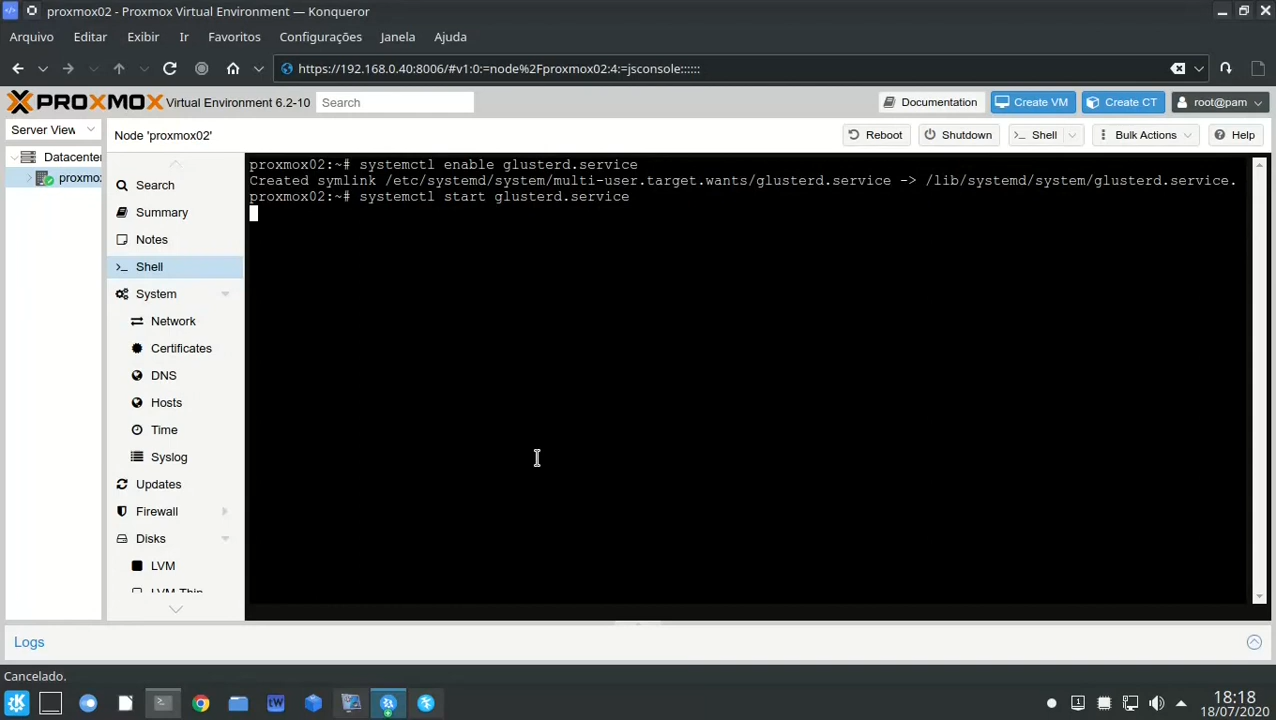 proxmox02 - Proxmox Virtual Environment — Konqueror
Arquivo Editar Exibir Ir Favoritos Configurações Janela Ajuda
https://192.168.0.40:8006/#v1:0:=node%2Fproxmox02:4:=jsconsole::::::
PROXMOX Virtual Environment 6.2-10 Search Documentation Create VM Create CT root@pam
Server View
Node 'proxmox02' Reboot Shutdown Shell Bulk Actions Help
Datacenter
proxmo
Search
Summary
Notes
Shell
System
Network
Certificates
DNS
Hosts
Time
Syslog
Updates
Firewall
Disks
LVM
LVM-Thin
proxmox02:~# systemctl enable glusterd.service
Created symlink /etc/systemd/system/multi-user.target.wants/glusterd.service -> /lib/systemd/system/glusterd.service.
proxmox02:~# systemctl start glusterd.service
Logs
Cancelado.
18:18
18/07/2020